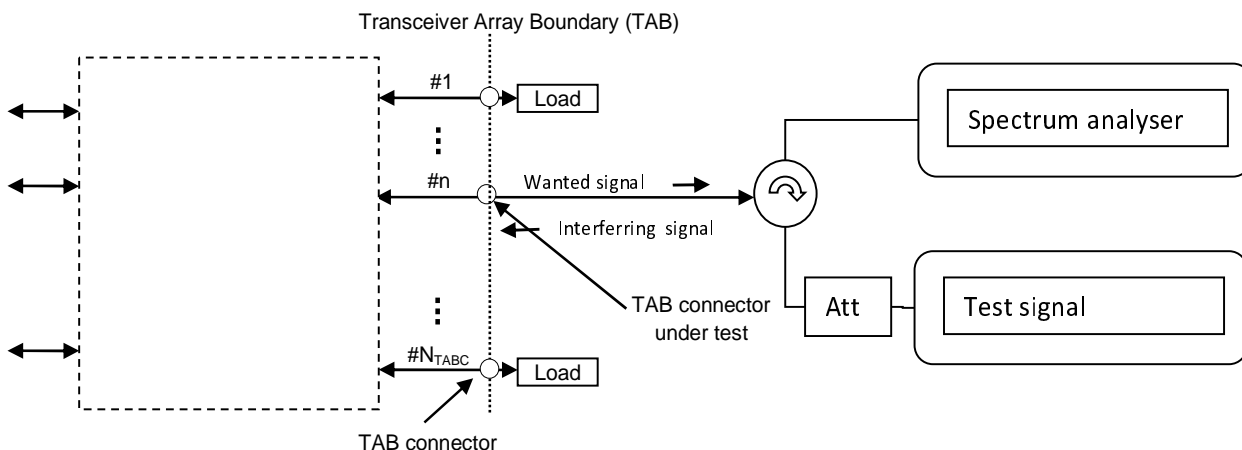 Transceiver Array Boundary (TAB)
#1
Load
Spectrum analyser
#n
Wanted signal
Interferring signal
TAB connector
under test
Att
Test signal
#NTABC
Load
TAB connector